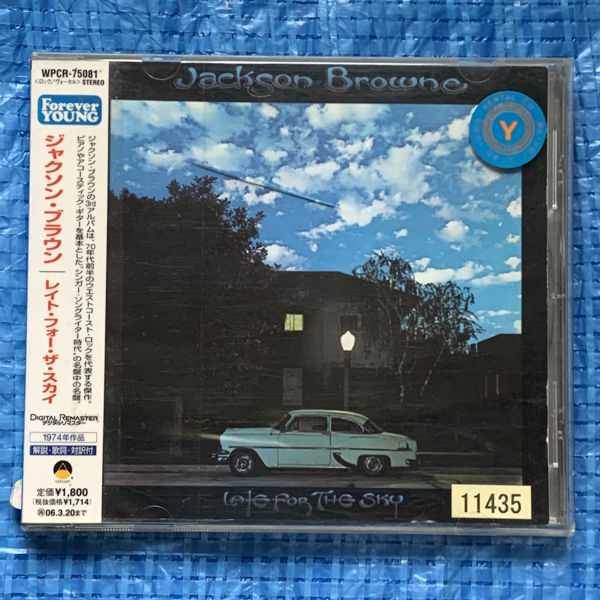 WPCR-75081
〈ロック/ヴォーカル〉 STEREO
Forever
YOUNG
ジャクソン・ブラウン
レイト・フォー・ザ・スカイ
ジャクソン・ブラウンの3rdアルバムは、70年代前半のウエストコースト・ロックを代表する傑作。
ピアノやアコースティック・ギターを基本とした、“シンガー・ソングライター時代”の名盤中の名盤。
DIGITAL REMASTER
デジタルリマスター
1974年作品
解説・歌詞・対訳付
定価¥1,800
(税抜価格¥1,714)
06.3.20まで
Jackson Browne
RENTAL
Y
Late For The Sky
11435